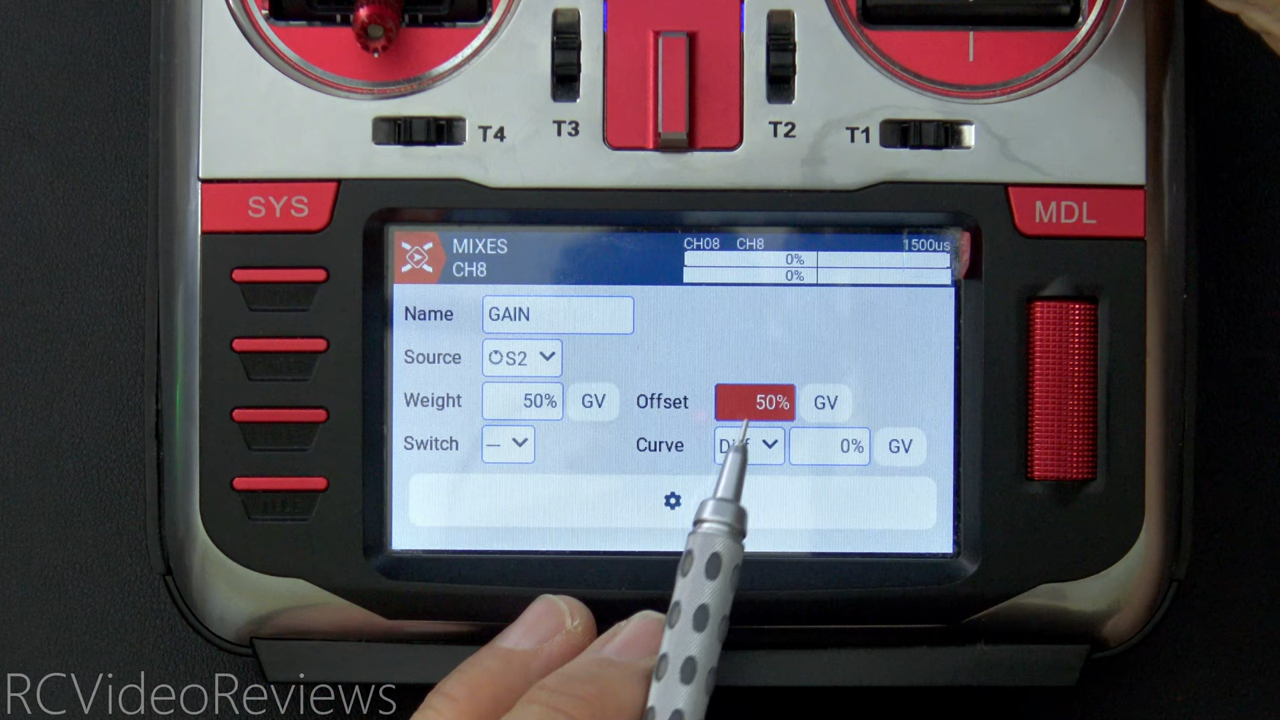 T4 T3 T2 T1
SYS
MDL
MIXES
CH8
CH08 CH8 1500us
0%
0%
Name GAIN
Source S2
Weight 50% GV Offset 50% GV
Switch --- Curve Diff 0% GV
RCVideoReviews